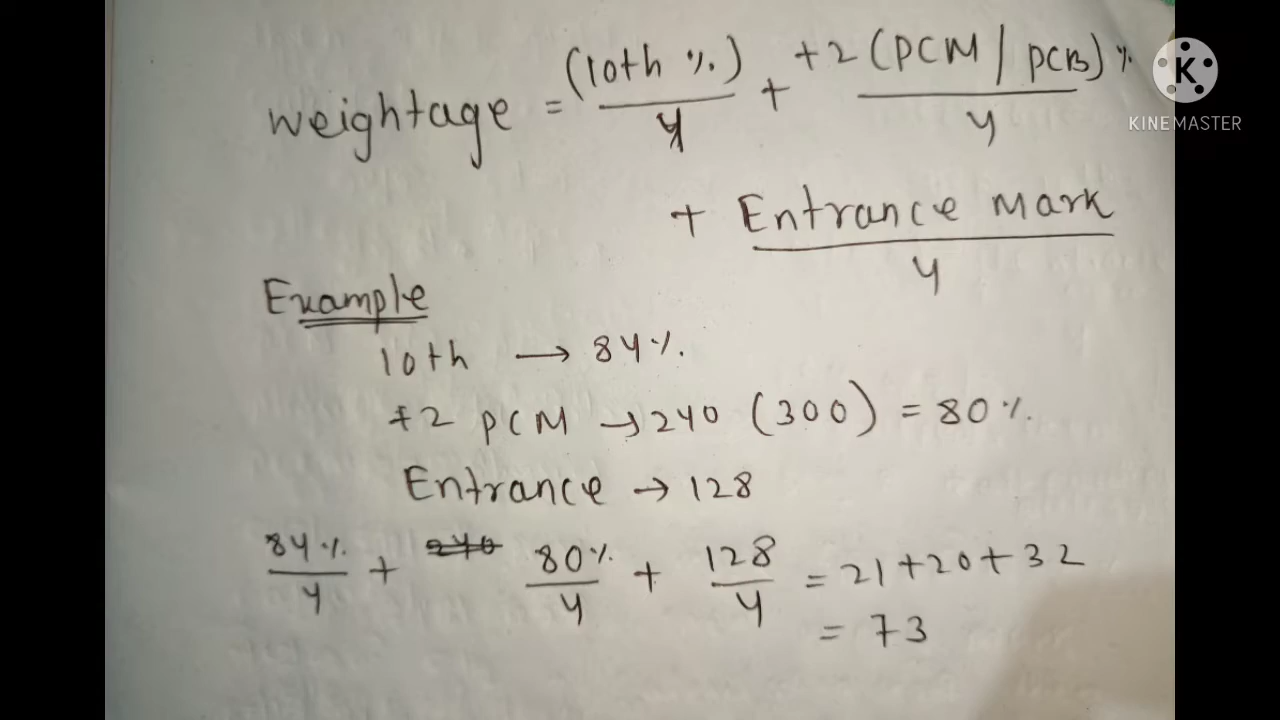 weightage = (10th %)/4 + +2 (PCM / PCB) %/4
K
KINEMASTER
+ Entrance Mark/4
Example
10th → 84%.
+2 PCM → 240 (300) = 80%.
Entrance → 128
84%/4 + 240 80%/4 + 128/4 = 21+20+32
= 73